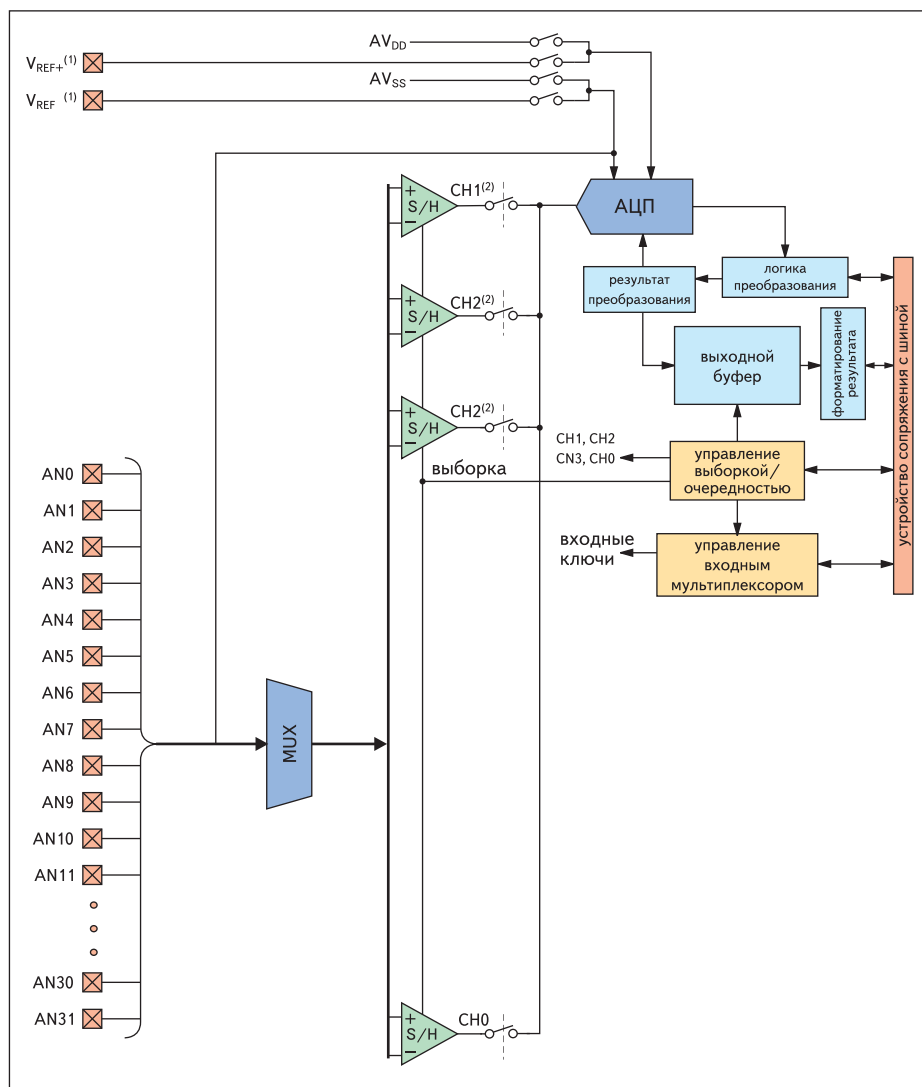 AVDD
VREF+(1)
AVSS
VREF (1)
CH1(2)
+
S/H
−
АЦП
результат
преобразования
логика
преобразования
CH2(2)
+
S/H
−
выходной
буфер
форматирование
результата
устройство сопряжения с шиной
CH2(2)
+
S/H
−
CH1, CH2
CN3, CH0
управление
выборкой/
очередностью
выборка
входные
ключи
управление
входным
мультиплексором
AN0
AN1
AN2
AN3
AN4
AN5
AN6
AN7
AN8
AN9
AN10
AN11
AN30
AN31
MUX
CH0
+
S/H
−